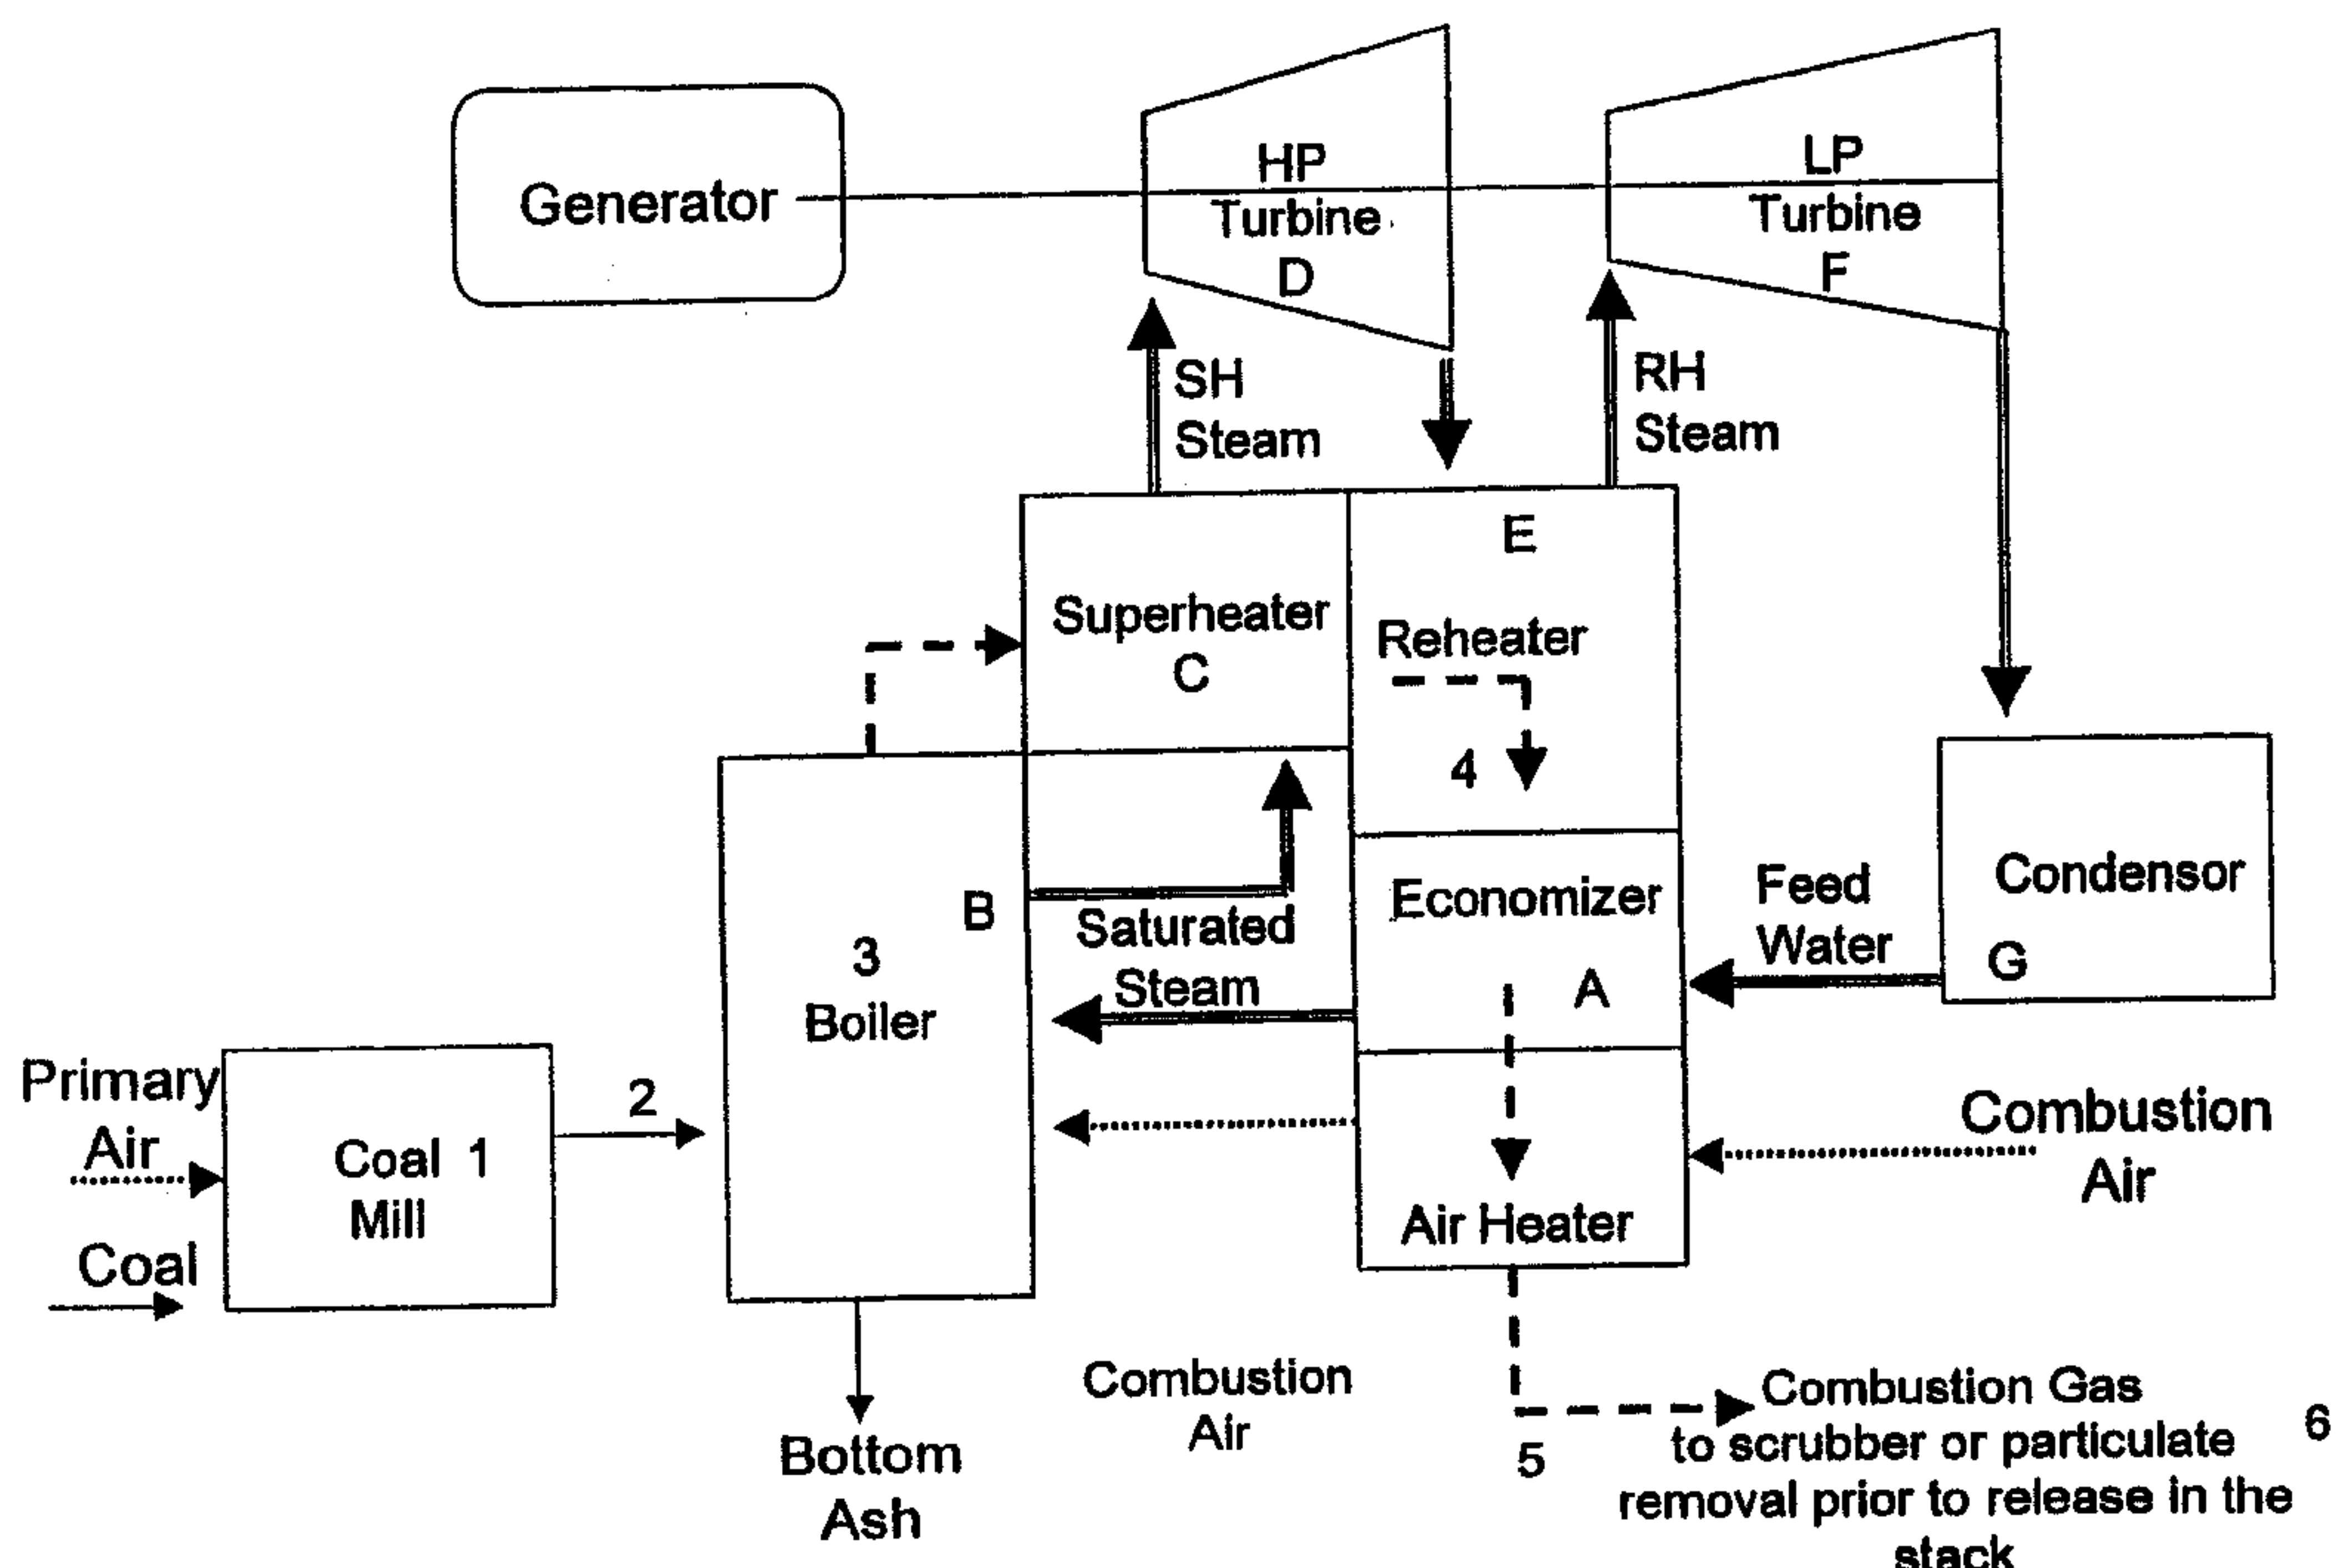 Generator
HP
Turbine
D
LP
Turbine
F
SH
Steam
RH
Steam
E
Superheater
C
Reheater
4
Condensor
G
Economizer
A
Feed
Water
B
Saturated
Steam
3
Boiler
Primary
Air
Coal
Coal 1
Mill
2
Combustion
Air
Air Heater
Bottom
Ash
Combustion
Air
5
Combustion Gas
to scrubber or particulate
removal prior to release in the
stack
6